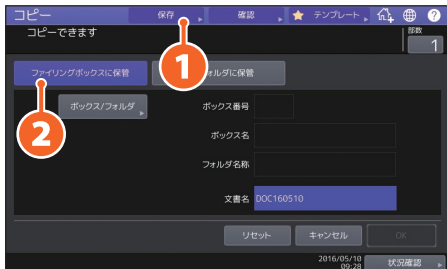 コピー 保存 確認 テンプレート
コピーできます 部数
1
ファイリングボックスに保管 ォルダに保管
1
ボックス/フォルダ ボックス番号
2
ボックス名
フォルダ名称
文書名 DOC160510
リセット キャンセル OK
2016/05/10
09:28 状況確認